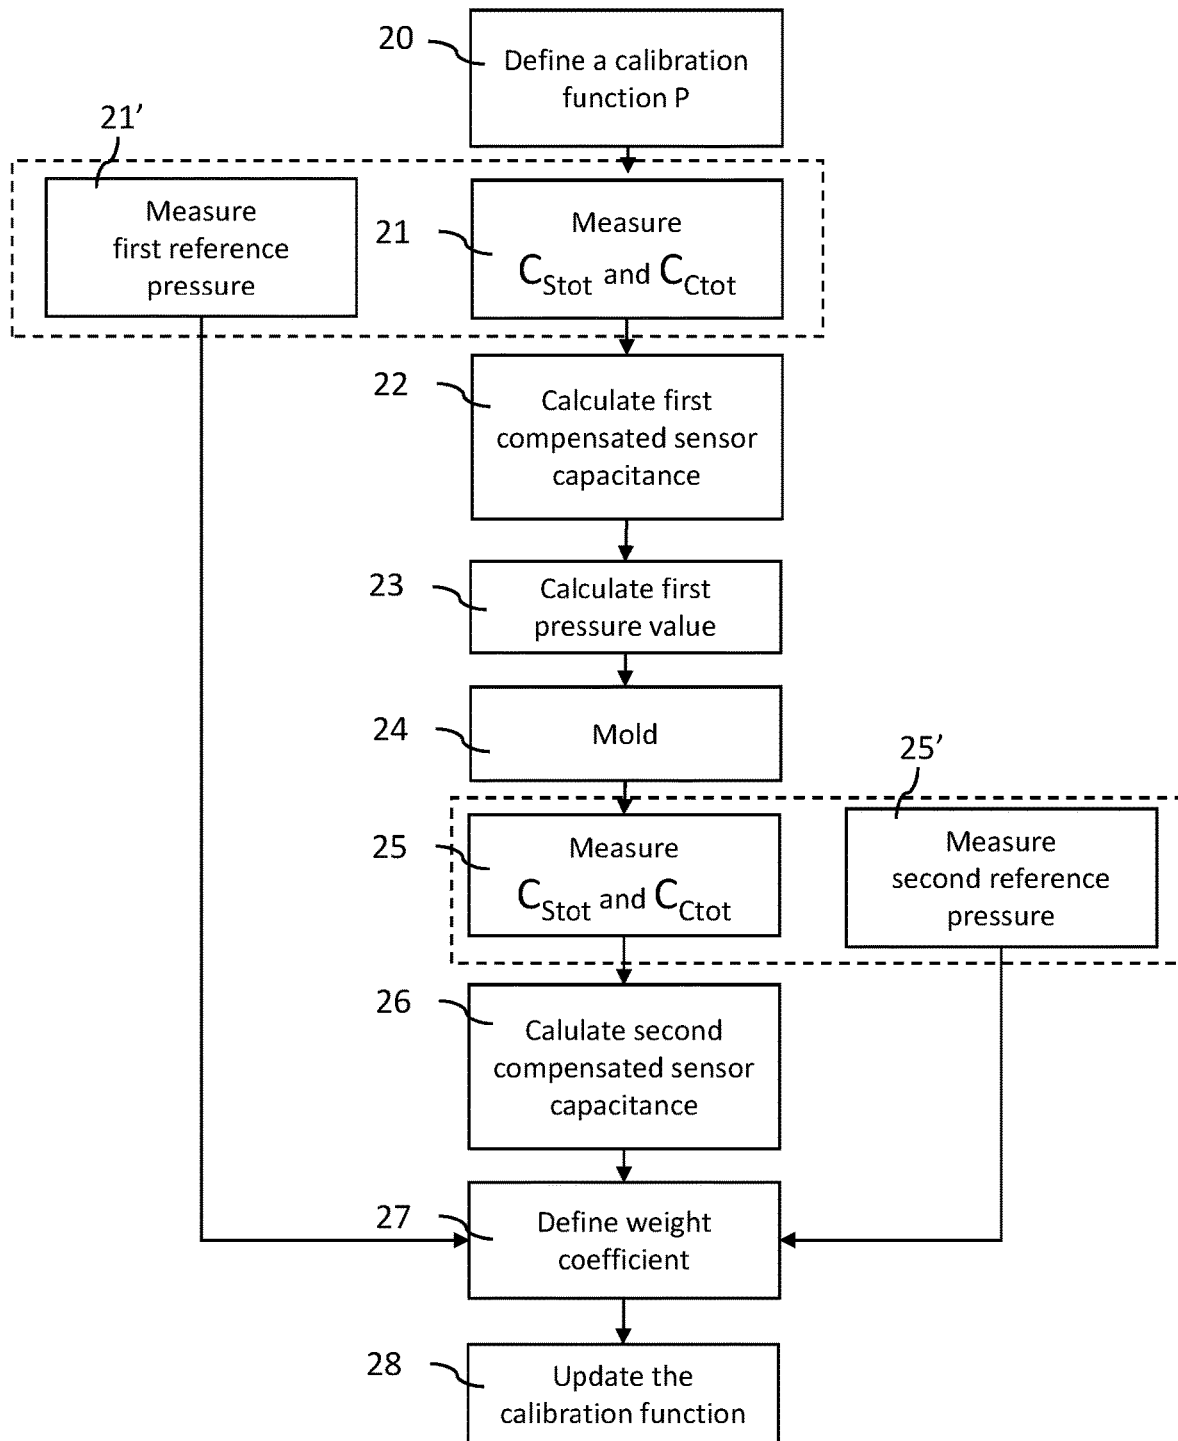 20
Define a calibration
function P
21’
Measure
first reference
pressure
21
Measure
CStot and CCtot
22
Calculate first
compensated sensor
capacitance
23
Calculate first
pressure value
24
Mold
25’
25
Measure
CStot and CCtot
Measure
second reference
pressure
26
Calulate second
compensated sensor
capacitance
27
Define weight
coefficient
28
Update the
calibration function